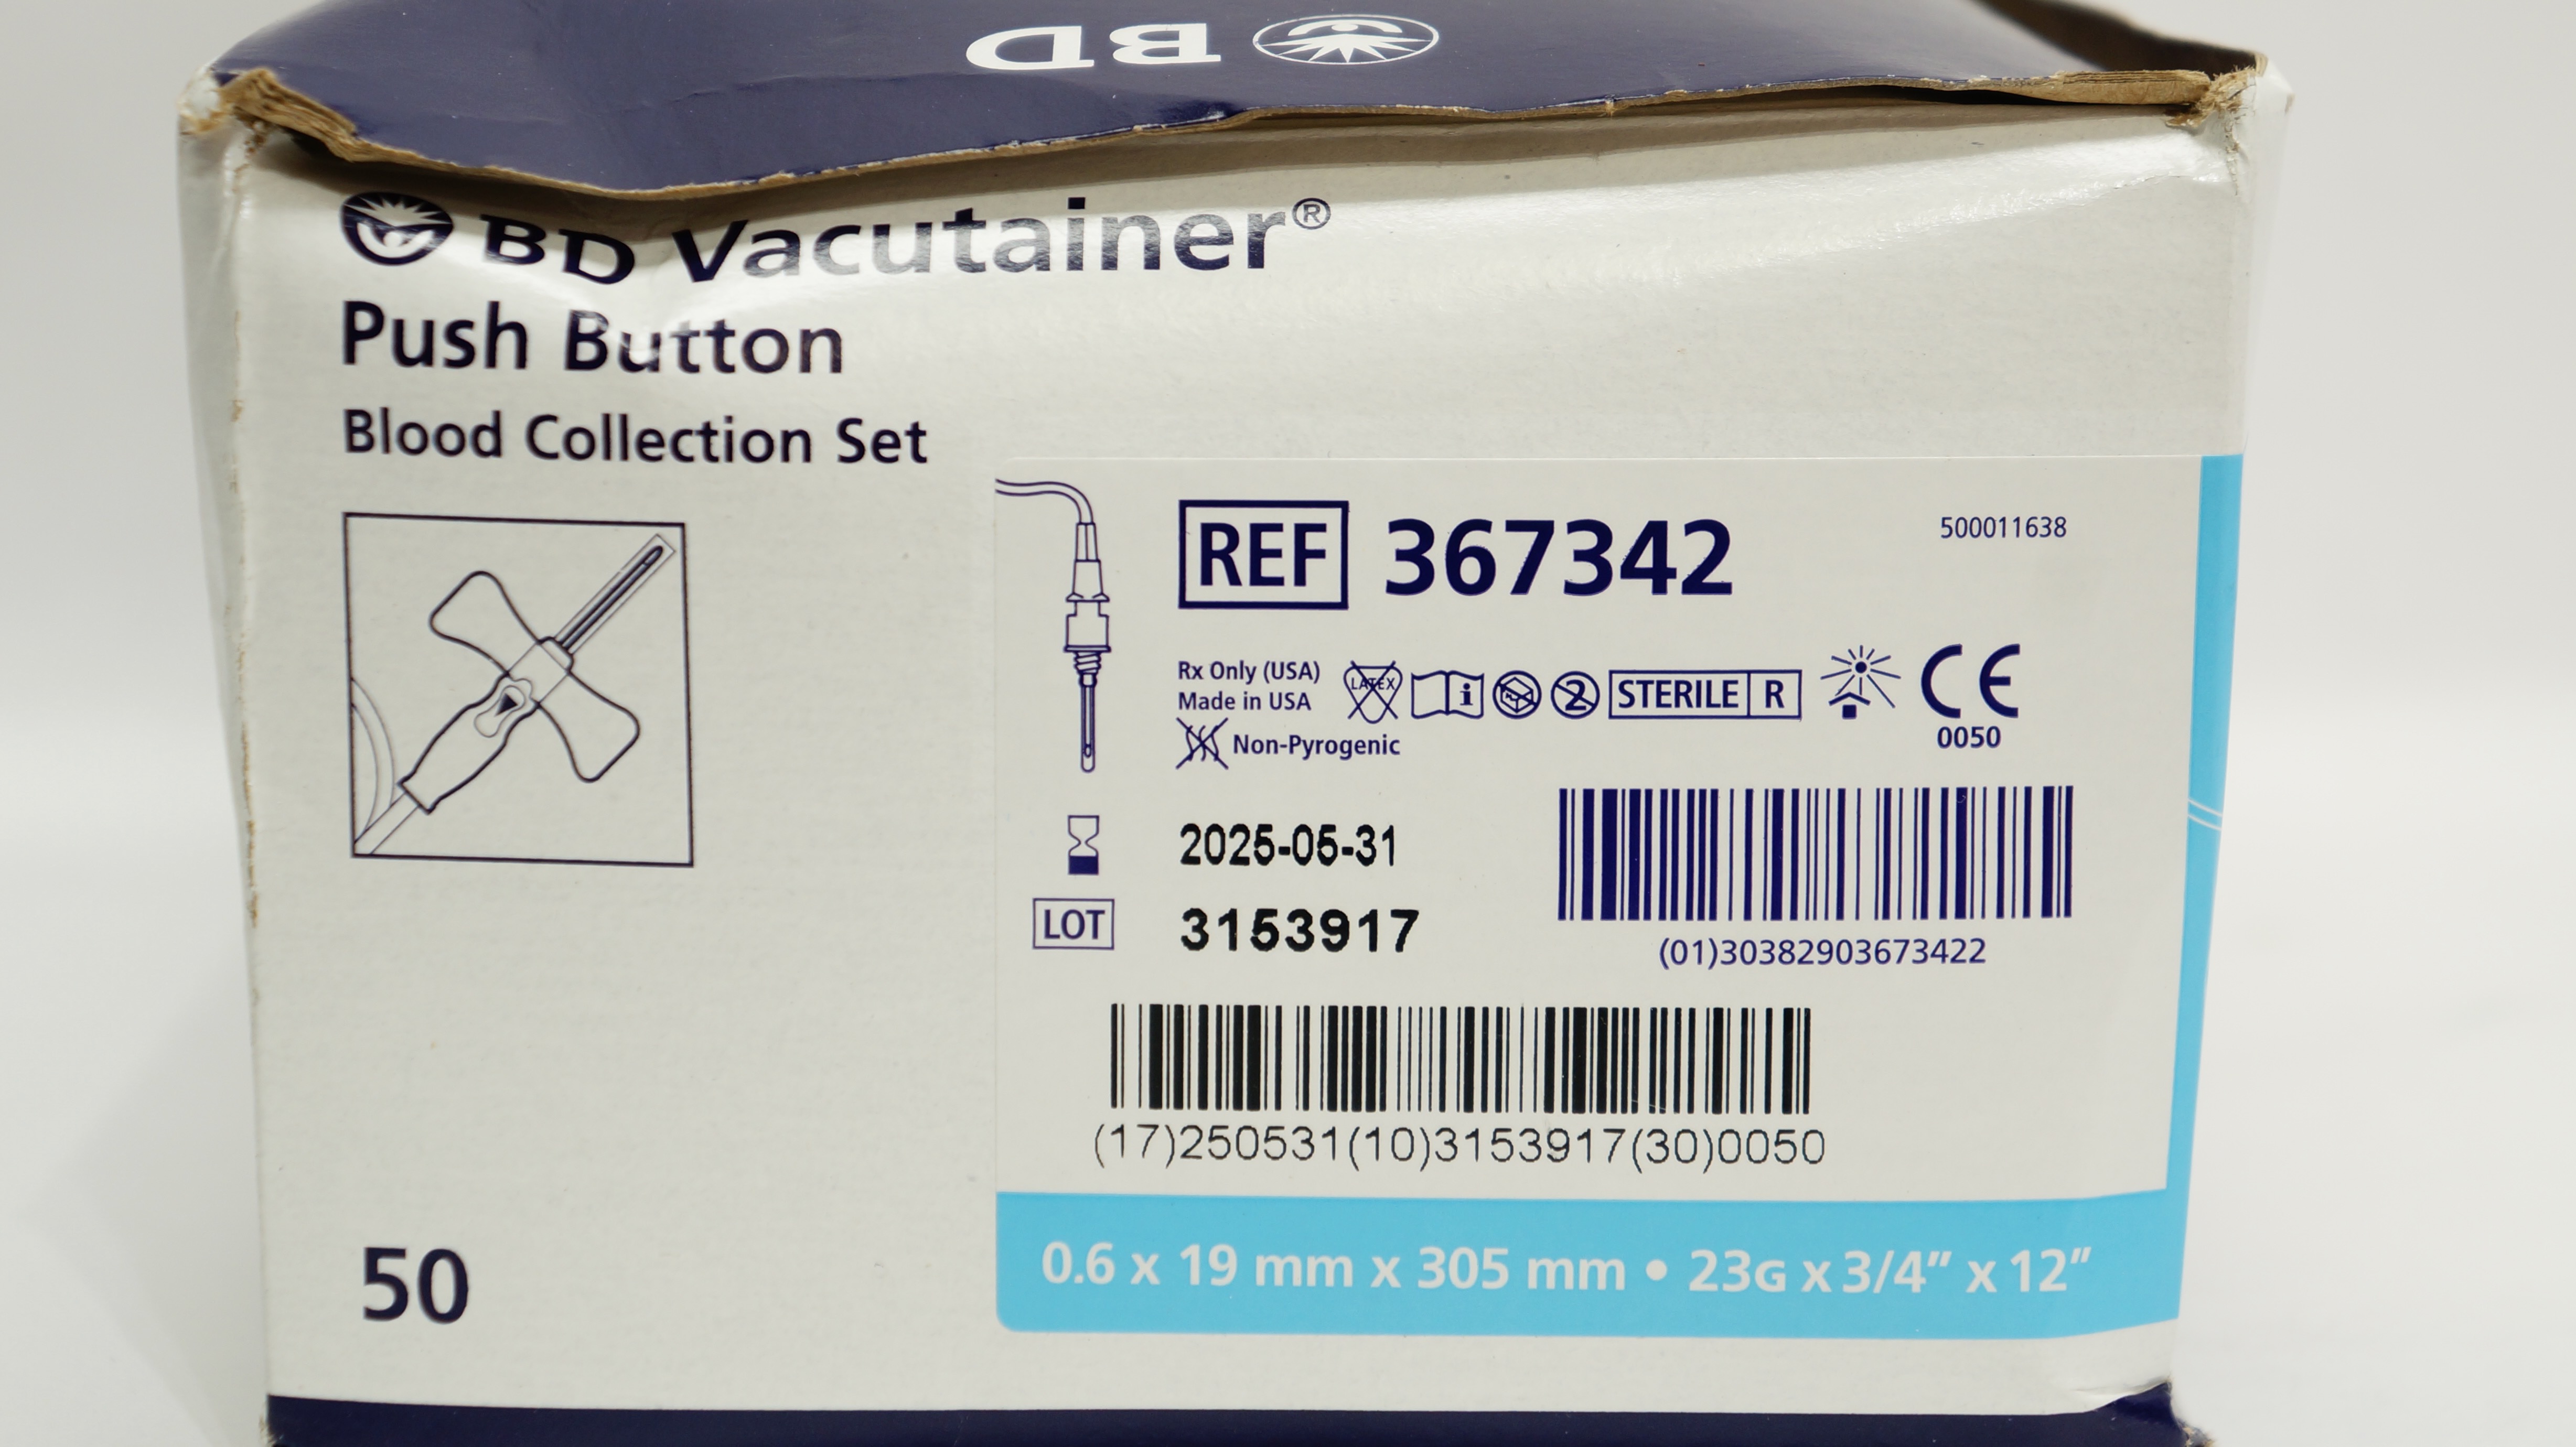 BD
BD Vacutainer®
Push Button
Blood Collection Set
REF 367342
500011638
Rx Only (USA)
Made in USA
LATEX
2
STERILE R
CE
0050
Non-Pyrogenic
2025-05-31
LOT 3153917
(01)30382903673422
(17)250531(10)3153917(30)0050
50
0.6 x 19 mm x 305 mm • 23G x 3/4" x 12"